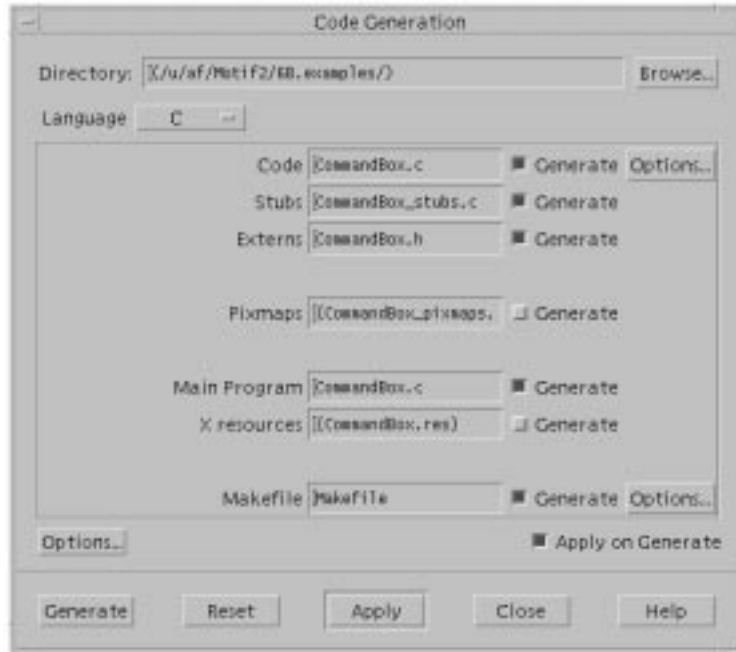 Code Generation
Directory: (/u/af/Motif2/6B.examples/) Browse...
Language C
Code CommandBox.c Generate Options...
Stubs CommandBox_stubs.c Generate
Externs CommandBox.h Generate
Pixmaps (CommandBox_pixmaps. Generate
Main Program CommandBox.c Generate
X resources (CommandBox.res) Generate
Makefile Makefile Generate Options...
Options... Apply on Generate
Generate Reset Apply Close Help